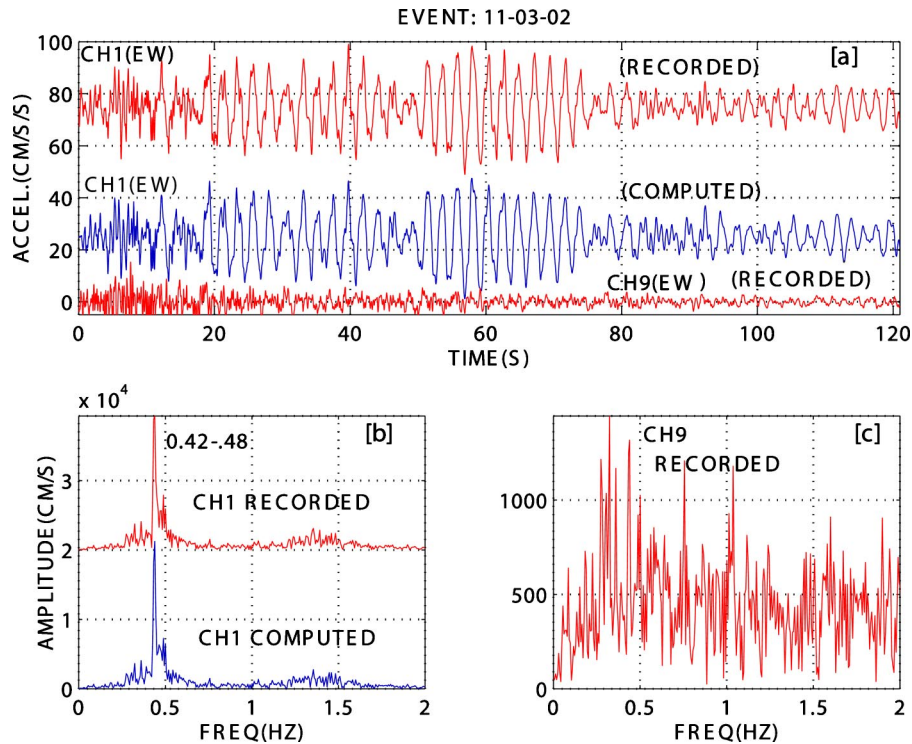 EVENT: 11-03-02
[a]
CH1(EW)
(RECORDED)
CH1(EW)
(COMPUTED)
CH9(EW)
(RECORDED)
ACCEL.(CM/S/S)
100
80
60
40
20
0
0 20 40 60 80 100 120
TIME(S)
x 10^4
[b]
0.42-.48
CH1 RECORDED
CH1 COMPUTED
AMPLITUDE(CM/S)
3
2
1
0
0 0.5 1 1.5 2
FREQ(HZ)
[c]
CH9
RECORDED
1000
500
0
0 0.5 1 1.5 2
FREQ(HZ)